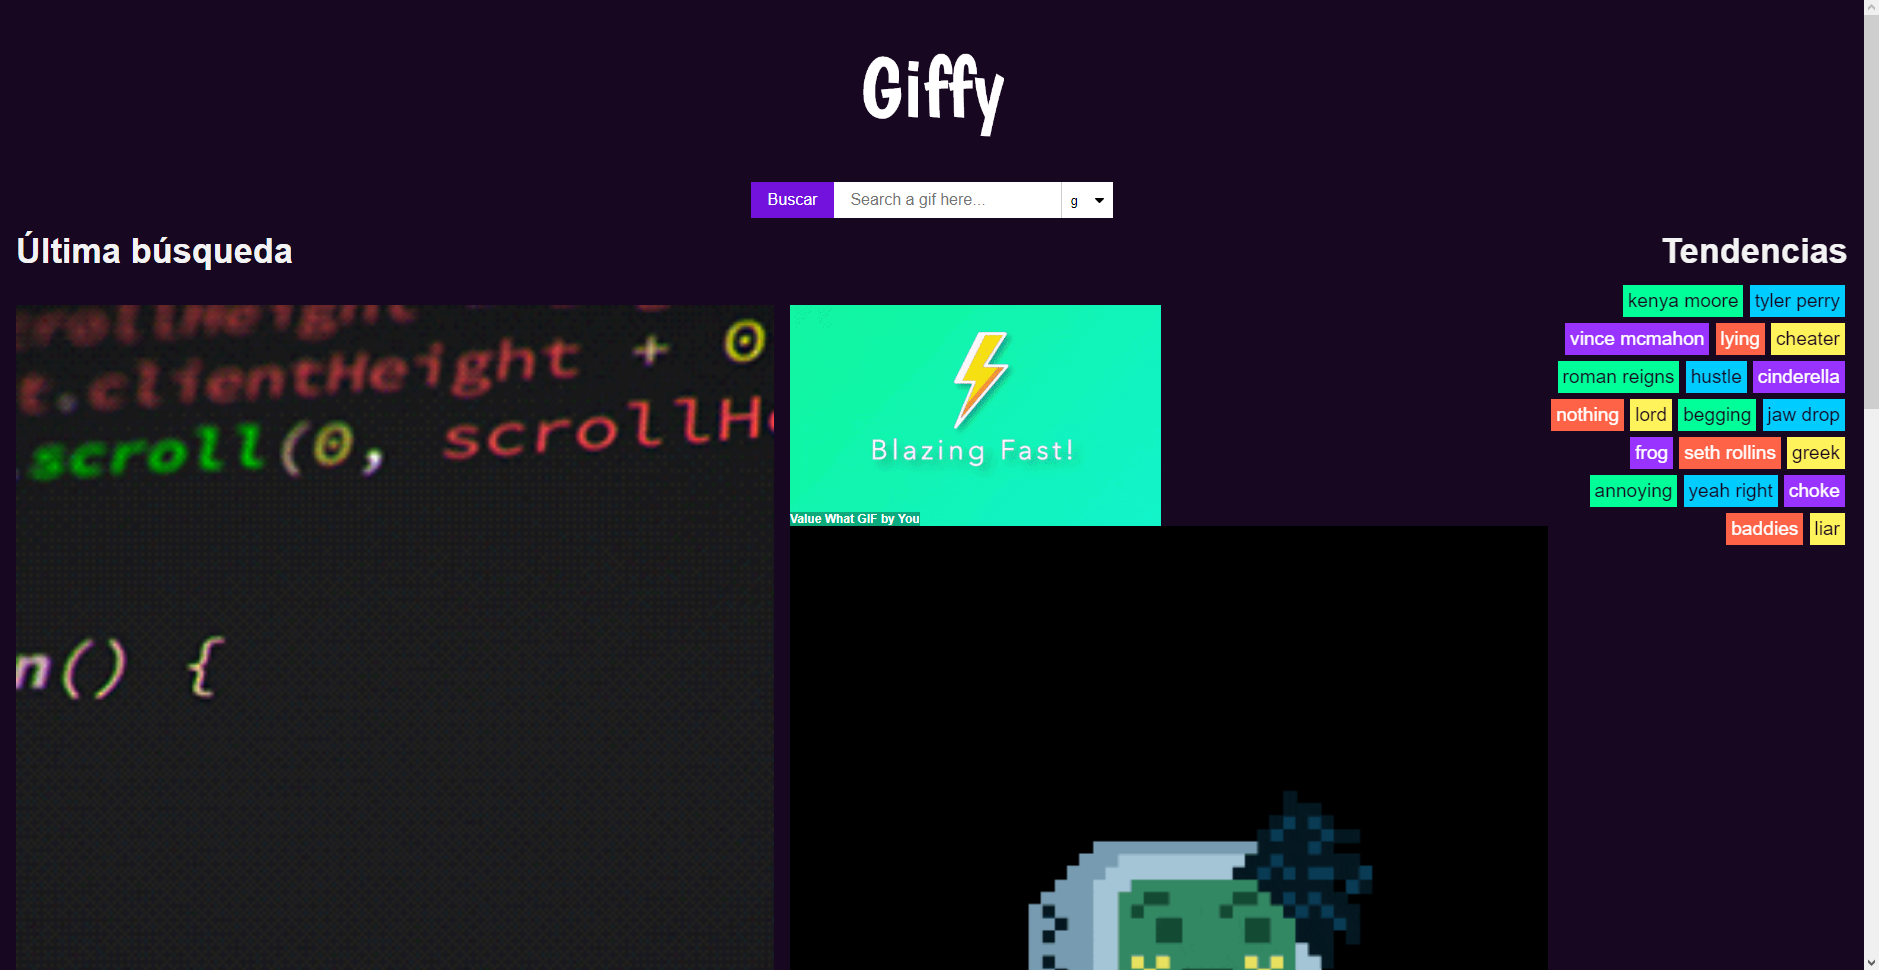 Giffy
Buscar
Search a gif here...
g
Última búsqueda
Tendencias
kenya moore
tyler perry
vince mcmahon
lying
cheater
roman reigns
hustle
cinderella
nothing
lord
begging
jaw drop
frog
seth rollins
greek
annoying
yeah right
choke
baddies
liar
rollHeight
t.clientHeight + 0
.scroll(0, scrollHe
n() {
Blazing Fast!
Value What GIF by You